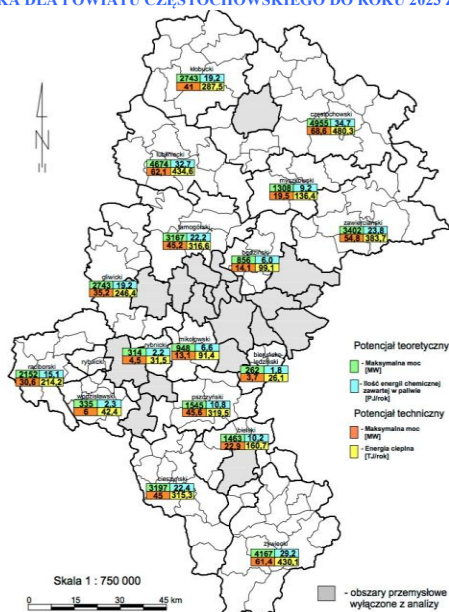 KA DLA POWIATU CZĘSTOCHOWSKIEGO DO ROKU 2025 Z
kłobucki
2743 19,2
41 287,5
częstochowski
4955 34,7
68,6 480,3
lubliniecki
4674 32,7
62,1 434,6
myszkowski
1308 9,2
19,5 136,4
zawierciański
3402 23,8
54,8 383,7
tarnogórski
3167 22,2
45,2 316,6
będziński
856 6,0
14,1 99,1
gliwicki
2743 19,2
35,2 246,4
mikołowski
948 6,6
13,1 91,4
rybnicki
314 2,2
4,5 31,5
bieruńsko-
lędziński
262 1,8
3,7 26,1
raciborski
2152 15,1
30,6 214,2
rybnicki
wodzisławski
335 2,3
6 42,4
pszczyński
1545 10,8
45,6 319,5
bielski
1463 10,2
22,9 160,7
cieszyński
3197 22,4
45 315,3
żywiecki
4167 29,2
61,4 430,1
Potencjał teoretyczny
- Maksymalna moc
[MW]
- Ilość energii chemicznej
zawartej w paliwie
[PJ/rok]
Potencjał techniczny
- Maksymalna moc
[MW]
- Energia cieplna
[TJ/rok]
Skala 1 : 750 000
0 15 30 45 km
- obszary przemysłowe
wyłączone z analizy
N